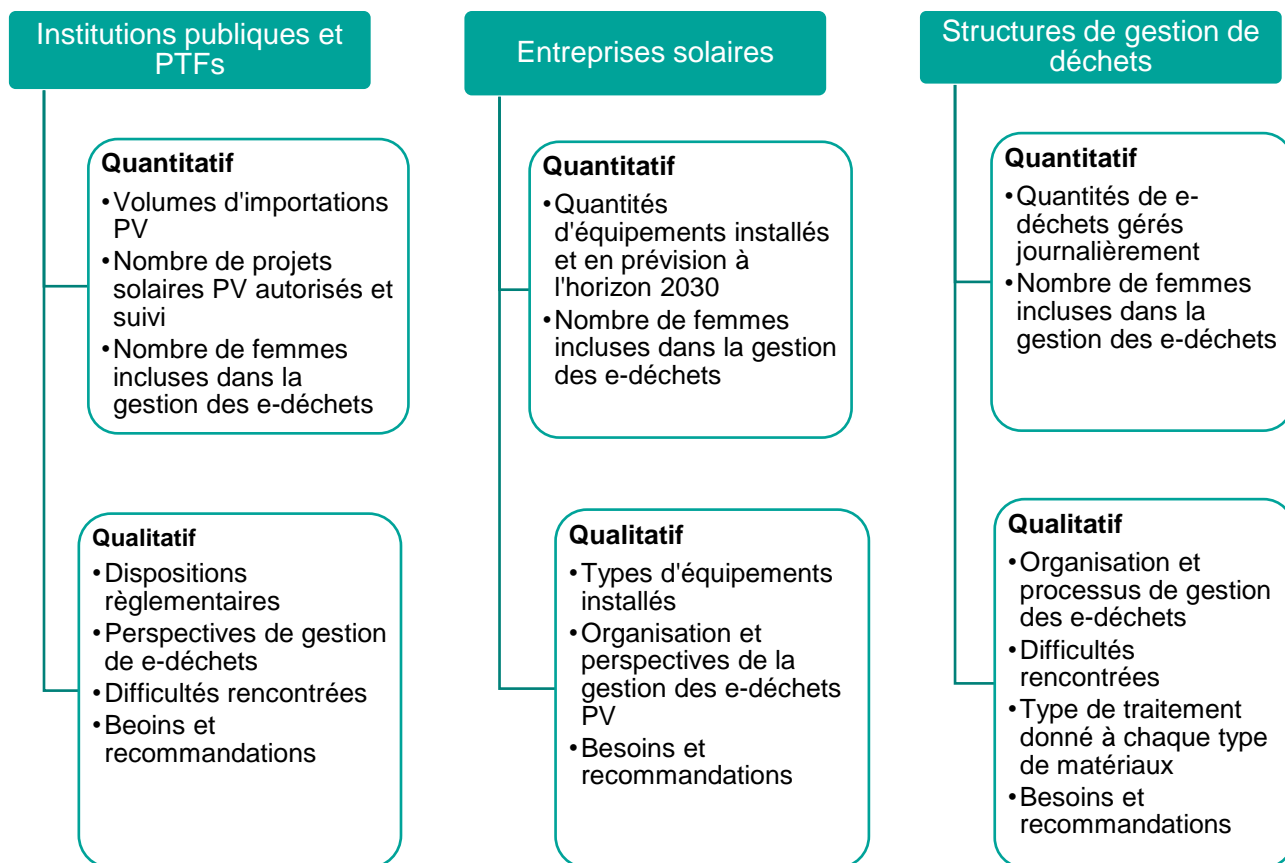 Institutions publiques et
PTFs
Quantitatif
•Volumes d'importations
PV
•Nombre de projets
solaires PV autorisés et
suivi
•Nombre de femmes
incluses dans la
gestion des e-déchets
Qualitatif
•Dispositions
règlementaires
•Perspectives de gestion
de e-déchets
•Difficultés rencontrées
•Beoins et
recommandations
Entreprises solaires
Quantitatif
•Quantités
d'équipements installés
et en prévision à
l'horizon 2030
•Nombre de femmes
incluses dans la gestion
des e-déchets
Qualitatif
•Types d'équipements
installés
•Organisation et
perspectives de la
gestion des e-déchets
PV
•Besoins et
recommandations
Structures de gestion de
déchets
Quantitatif
•Quantités de e-
déchets gérés
journalièrement
•Nombre de femmes
incluses dans la
gestion des e-déchets
Qualitatif
•Organisation et
processus de gestion
des e-déchets
•Difficultés
rencontrées
•Type de traitement
donné à chaque type
de matériaux
•Besoins et
recommandations